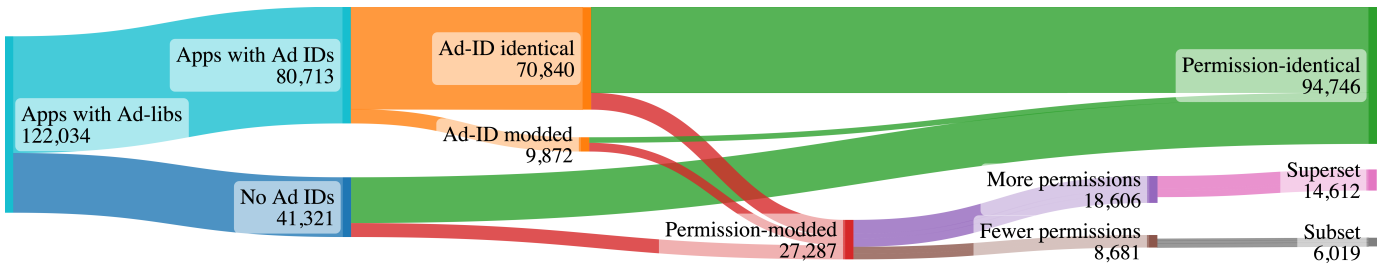 Apps with Ad-libs
122,034
Apps with Ad IDs
80,713
No Ad IDs
41,321
Ad-ID identical
70,840
Ad-ID modded
9,872
Permission-modded
27,287
Permission-identical
94,746
More permissions
18,606
Fewer permissions
8,681
Superset
14,612
Subset
6,019